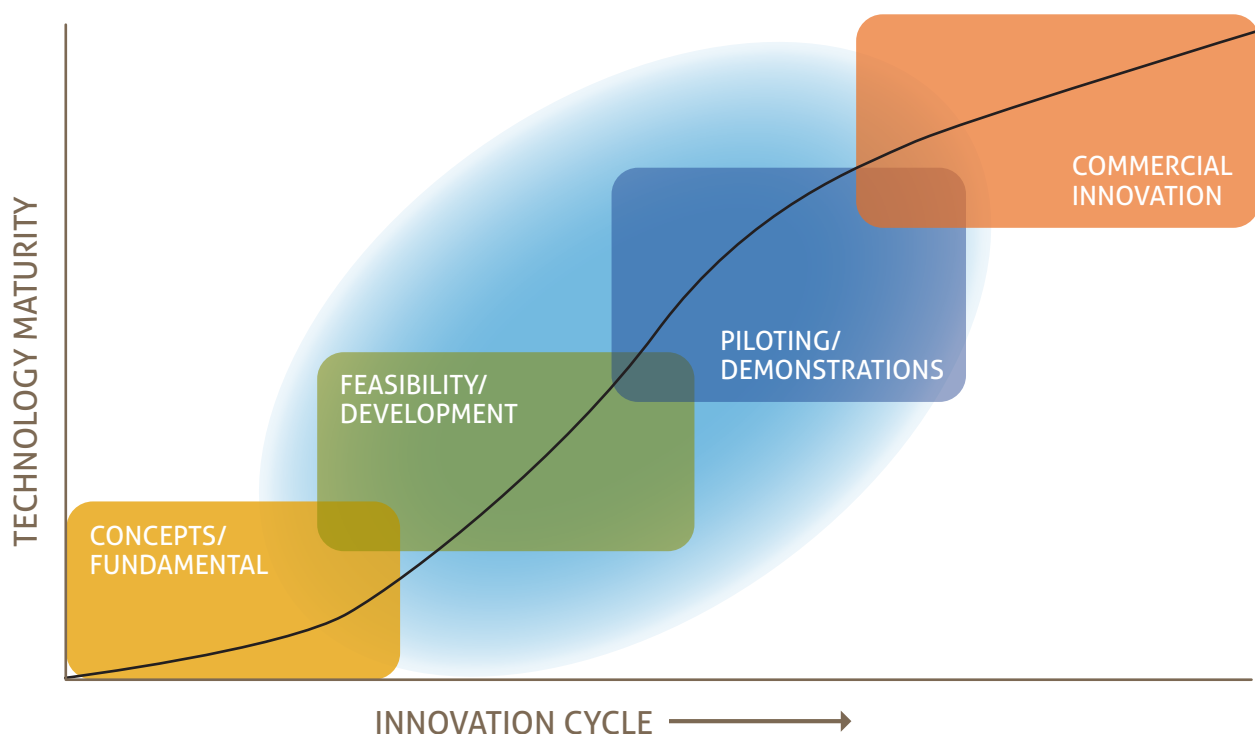 COMMERCIAL
INNOVATION
PILOTING/
DEMONSTRATIONS
FEASIBILITY/
DEVELOPMENT
CONCEPTS/
FUNDAMENTAL
TECHNOLOGY MATURITY
INNOVATION CYCLE